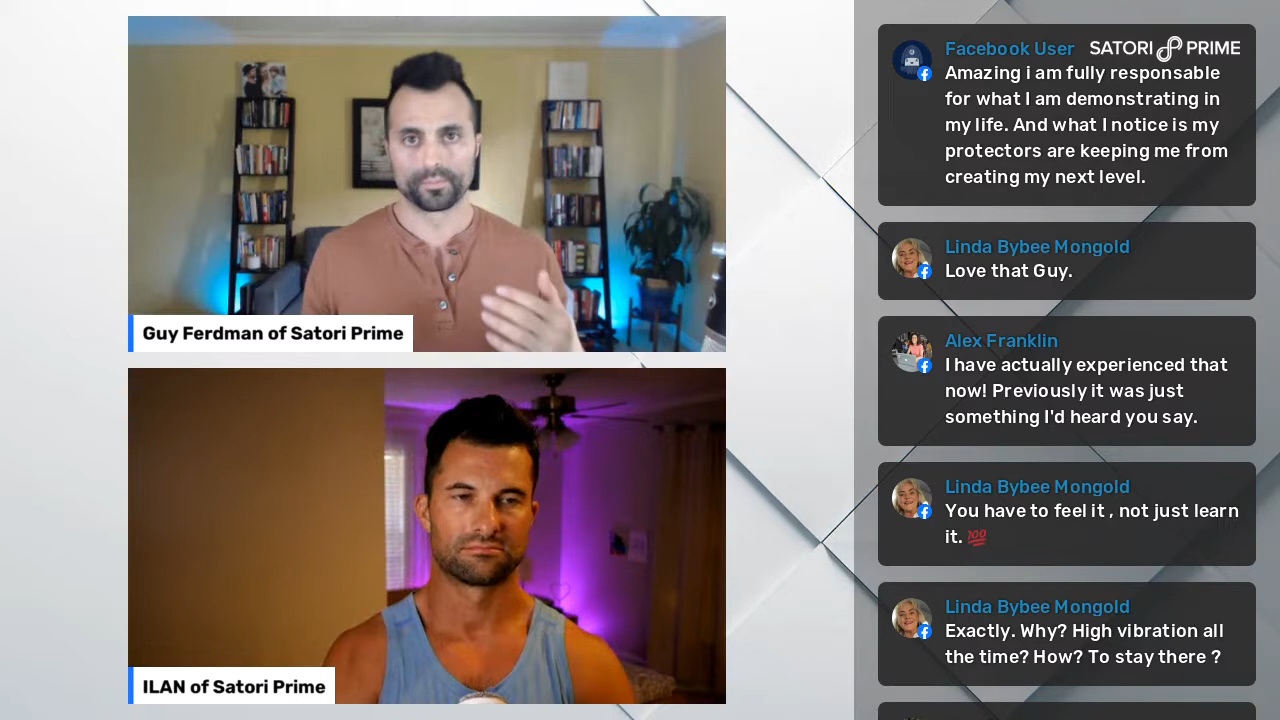 Guy Ferdman of Satori Prime
ILAN of Satori Prime
Facebook User
SATORI PRIME
Amazing i am fully responsable
for what I am demonstrating in
my life. And what I notice is my
protectors are keeping me from
creating my next level.
Linda Bybee Mongold
Love that Guy.
Alex Franklin
I have actually experienced that
now! Previously it was just
something I'd heard you say.
Linda Bybee Mongold
You have to feel it , not just learn
it. 💯
Linda Bybee Mongold
Exactly. Why? High vibration all
the time? How? To stay there ?